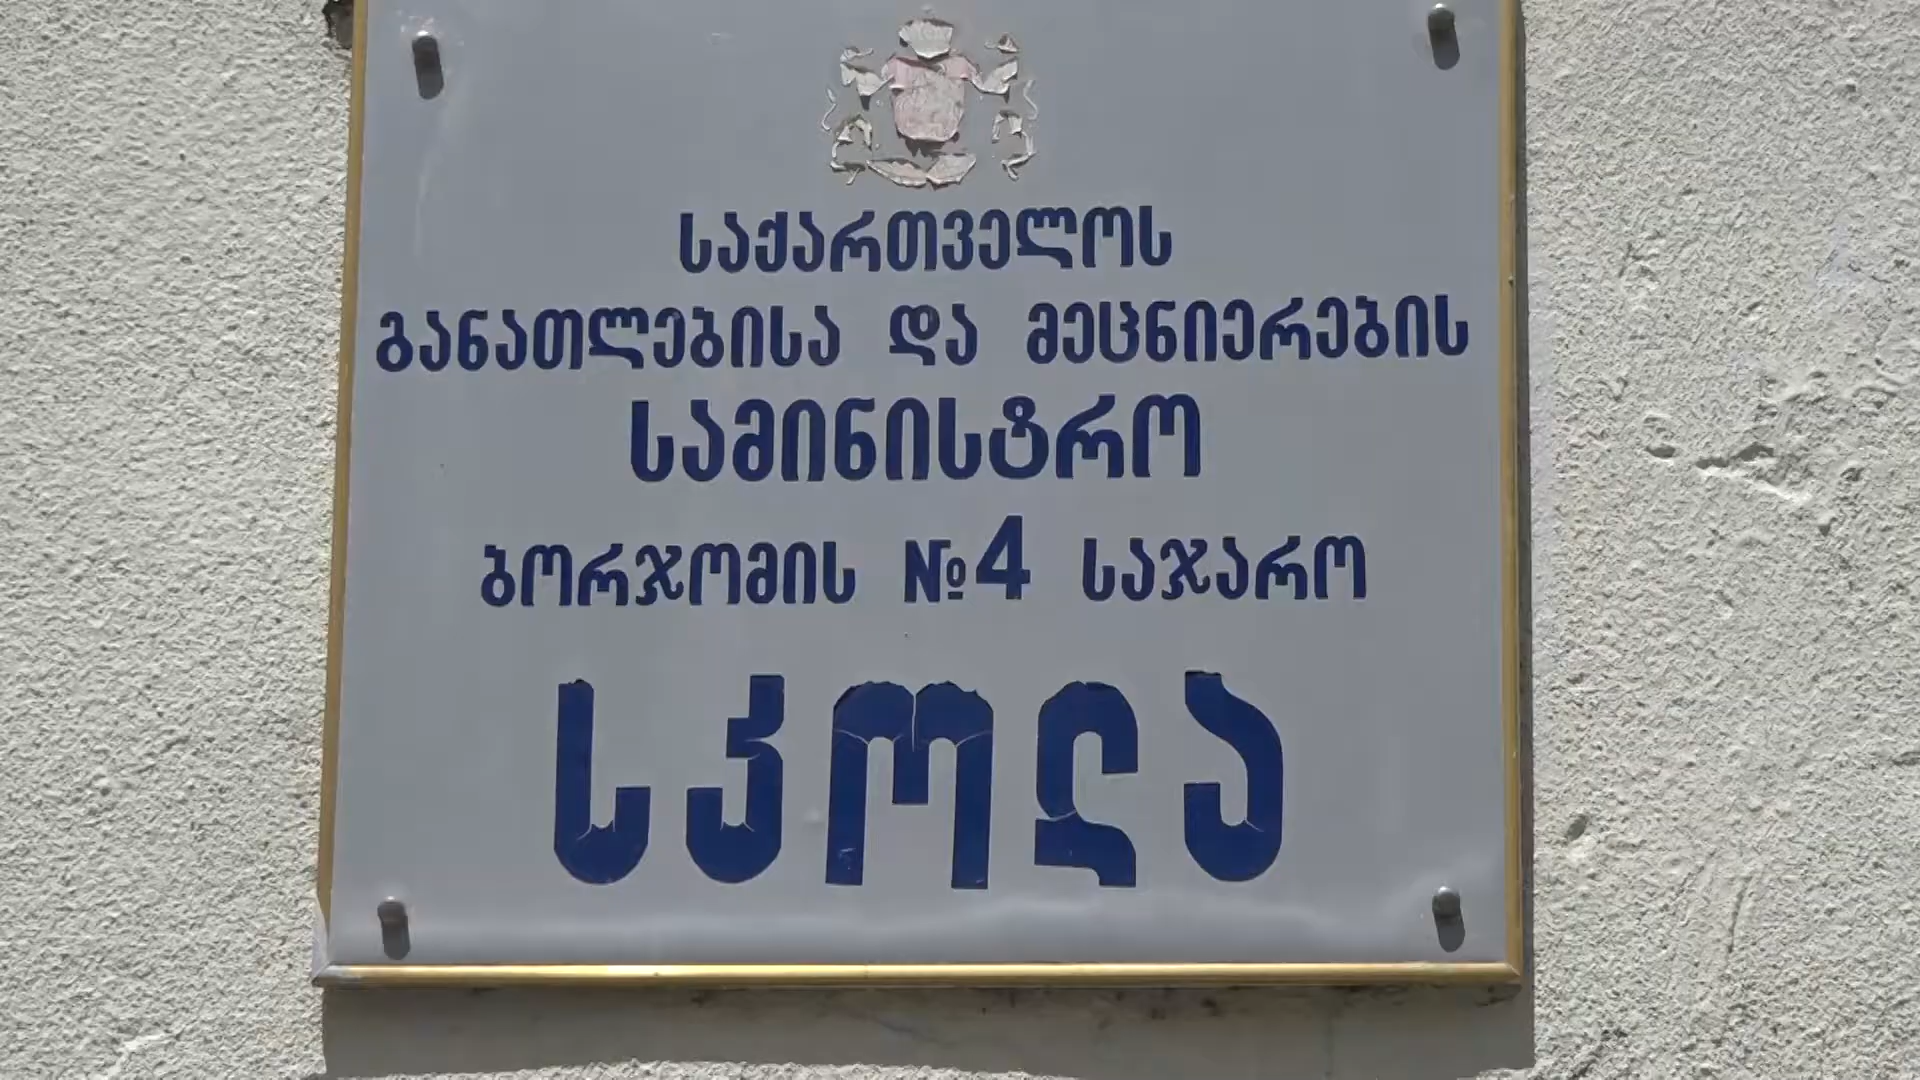 საქართველოს
განათლებისა და მეცნიერების
სამინისტრო
ბორჯომის №4 საჯარო
სკოლა